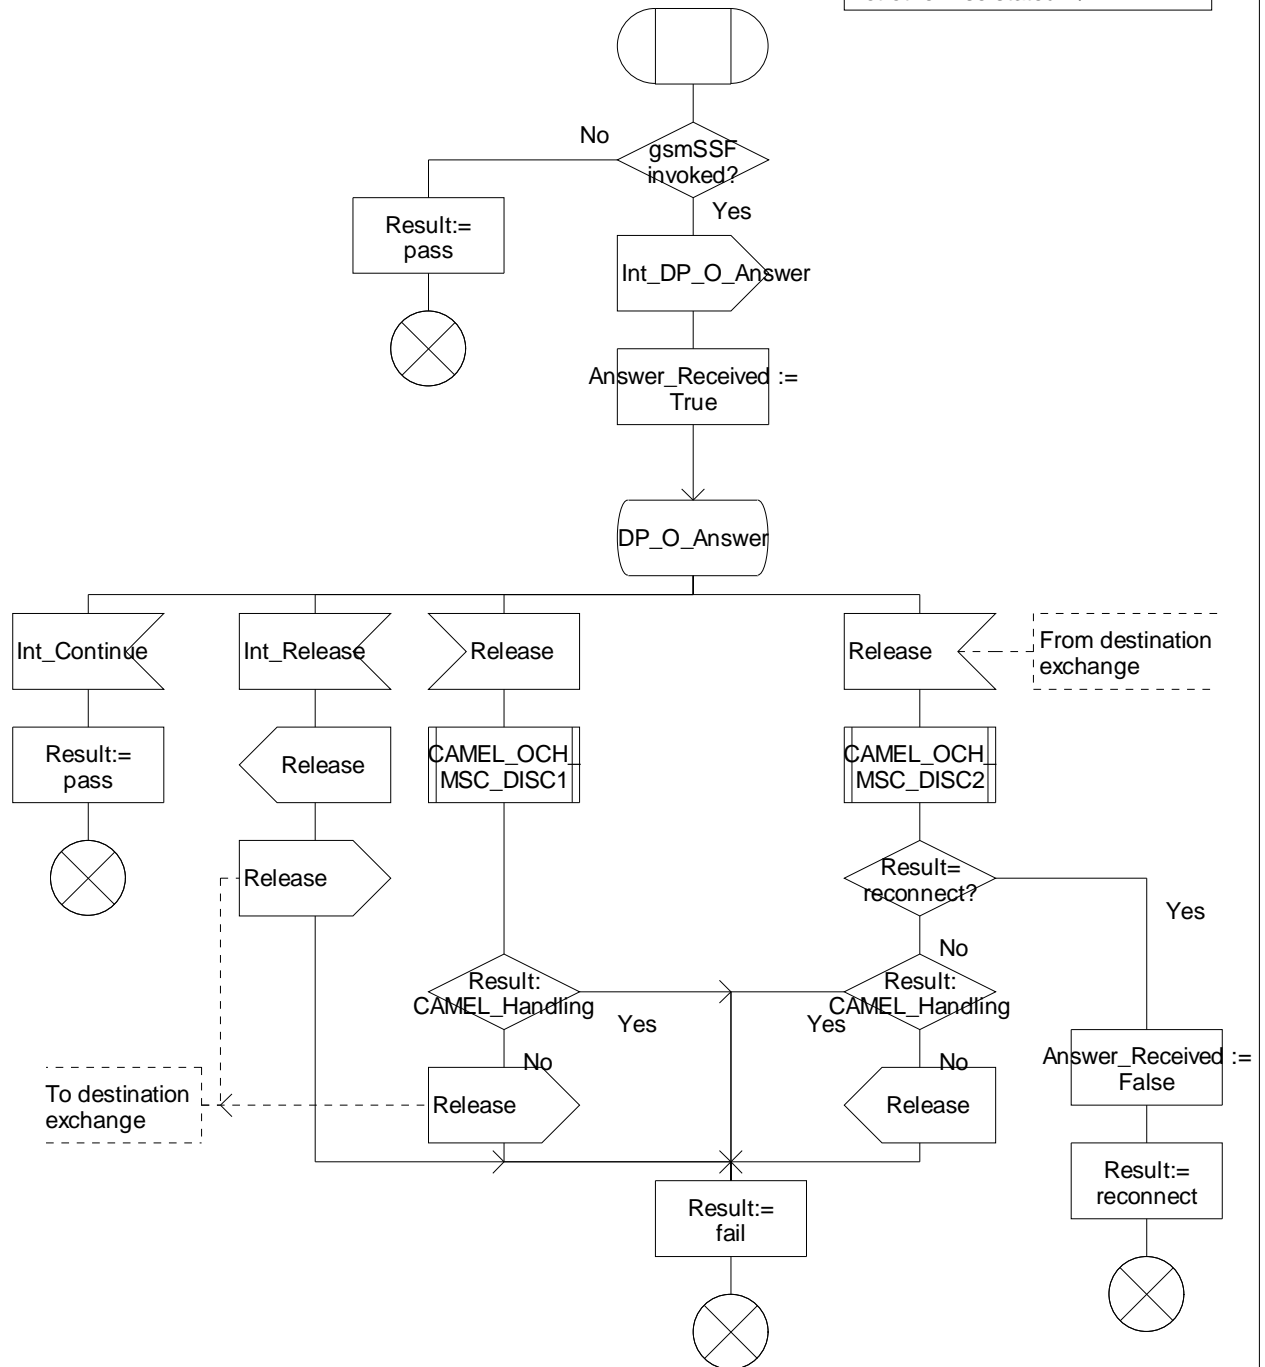 No
gsmSSF
invoked?
Yes
Result:=
pass
Int_DP_O_Answer
Answer_Received :=
True
DP_O_Answer
Int_Continue
Int_Release
Release
Release
From destination
exchange
Result:=
pass
Release
CAMEL_OCH_
MSC_DISC1
CAMEL_OCH_
MSC_DISC2
Release
Result=
reconnect?
Yes
No
Result:
CAMEL_Handling
Yes
No
Result:
CAMEL_Handling
Yes
No
Answer_Received :=
False
To destination
exchange
Release
Release
Result:=
reconnect
Result:=
fail